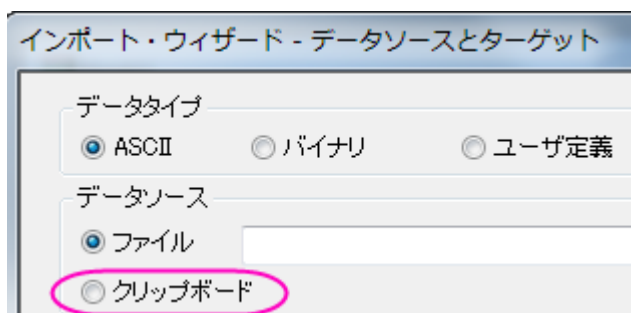 インポート・ウィザード - データソースとターゲット
データタイプ
ASCII バイナリ ユーザ定義
データソース
ファイル
クリップボード